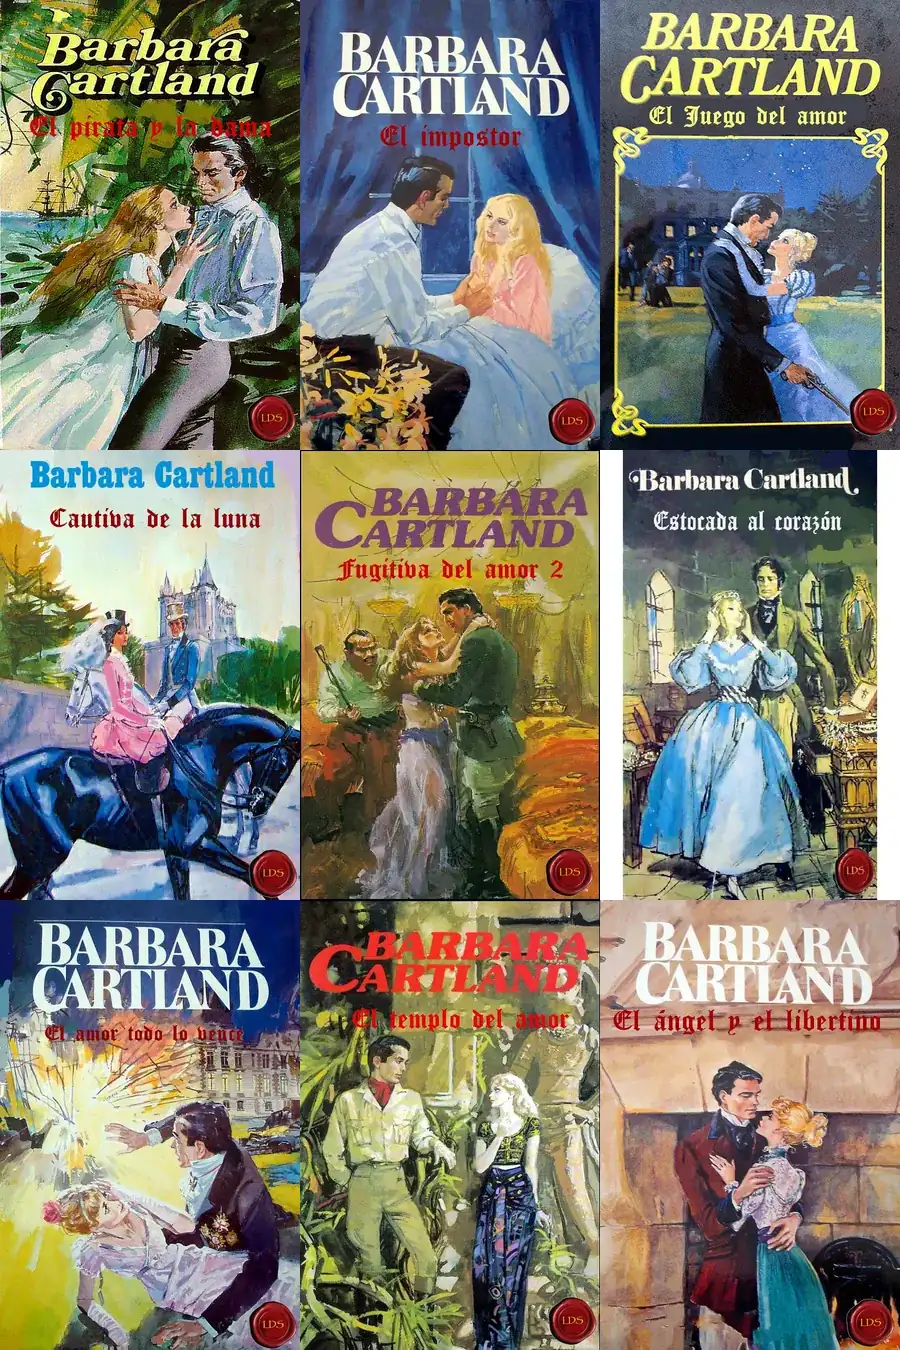 Barbara
Cartland
El pirata y la dama
LDS
BARBARA
CARTLAND
El impostor
LDS
BARBARA
CARTLAND
El Juego del amor
LDS
Barbara Cartland
Cautiva de la luna
LDS
BARBARA
CARTLAND
Fugitiva del amor 2
LDS
Barbara Cartland
Estocada al corazón
LDS
BARBARA
CARTLAND
El amor todo lo vence
LDS
BARBARA
CARTLAND
El templo del amor
LDS
BARBARA
CARTLAND
El ángel y el libertino
LDS